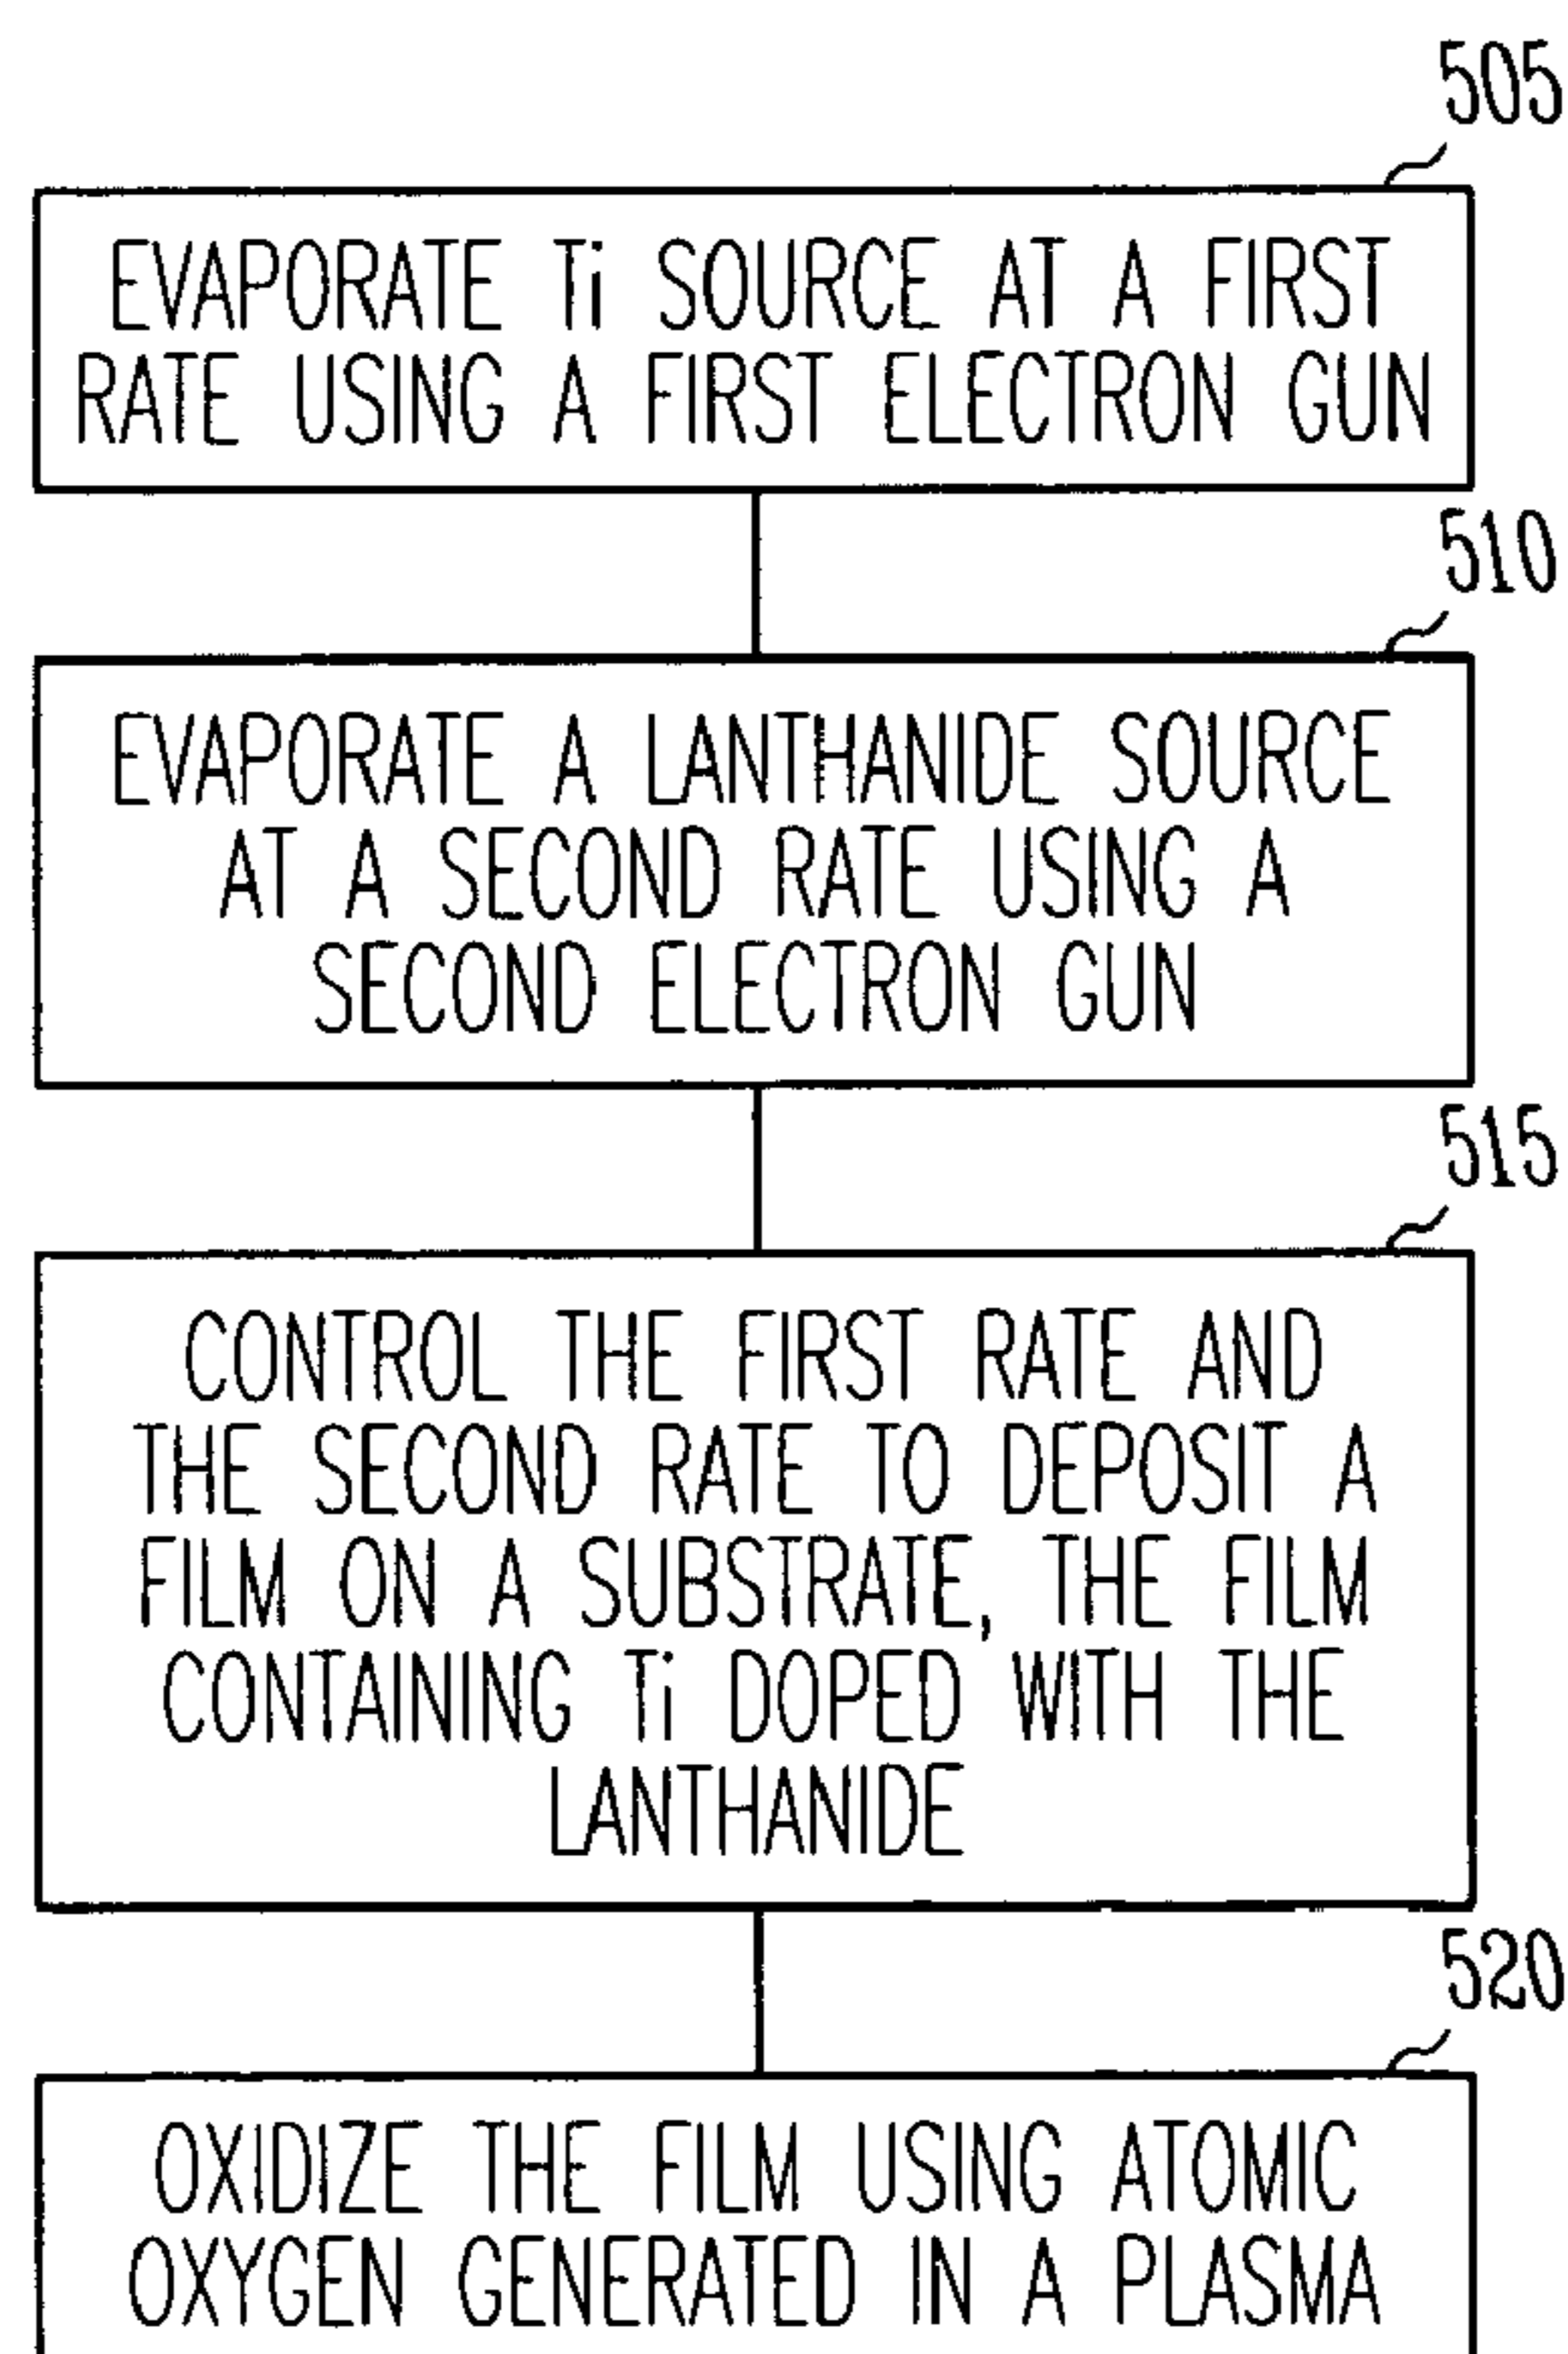 505
EVAPORATE Ti SOURCE AT A FIRST
RATE USING A FIRST ELECTRON GUN
510
EVAPORATE A LANTHANIDE SOURCE
AT A SECOND RATE USING A
SECOND ELECTRON GUN
515
CONTROL THE FIRST RATE AND
THE SECOND RATE TO DEPOSIT A
FILM ON A SUBSTRATE, THE FILM
CONTAINING Ti DOPED WITH THE
LANTHANIDE
520
OXIDIZE THE FILM USING ATOMIC
OXYGEN GENERATED IN A PLASMA